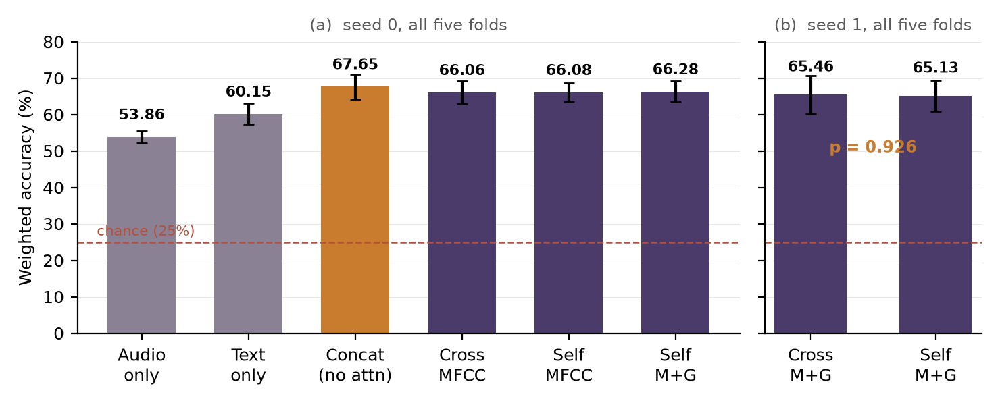 (a)  seed 0, all five folds
(b)  seed 1, all five folds
Weighted accuracy (%)
80
70
60
50
40
30
20
10
0
53.86
60.15
67.65
66.06
66.08
66.28
65.46
65.13
p = 0.926
chance (25%)
Audio
only
Text
only
Concat
(no attn)
Cross
MFCC
Self
MFCC
Self
M+G
Cross
M+G
Self
M+G